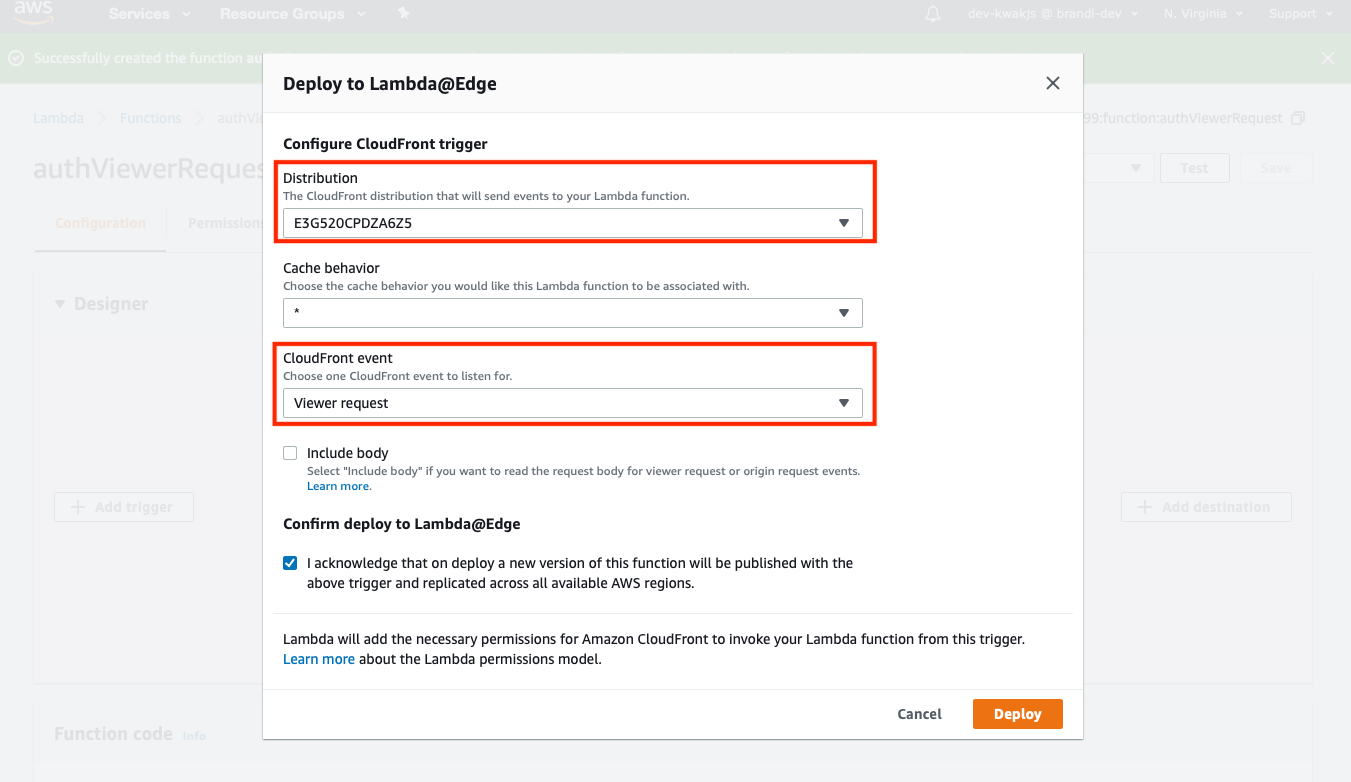 aws
Services
Resource Groups
dev-kwakjs @ brandi-dev
N. Virginia
Support
Successfully created the function
Lambda
Functions
99:function:authViewerRequest
authViewerReques
Test
Save
Configuration
Permissions
Designer
Add trigger
Add destination
Function code
Info
Deploy to Lambda@Edge
Configure CloudFront trigger
Distribution
The CloudFront distribution that will send events to your Lambda function.
E3G520CPDZA6Z5
Cache behavior
Choose the cache behavior you would like this Lambda function to be associated with.
*
CloudFront event
Choose one CloudFront event to listen for.
Viewer request
Include body
Select "Include body" if you want to read the request body for viewer request or origin request events.
Learn more.
Confirm deploy to Lambda@Edge
I acknowledge that on deploy a new version of this function will be published with the
above trigger and replicated across all available AWS regions.
Lambda will add the necessary permissions for Amazon CloudFront to invoke your Lambda function from this trigger.
Learn more about the Lambda permissions model.
Cancel
Deploy